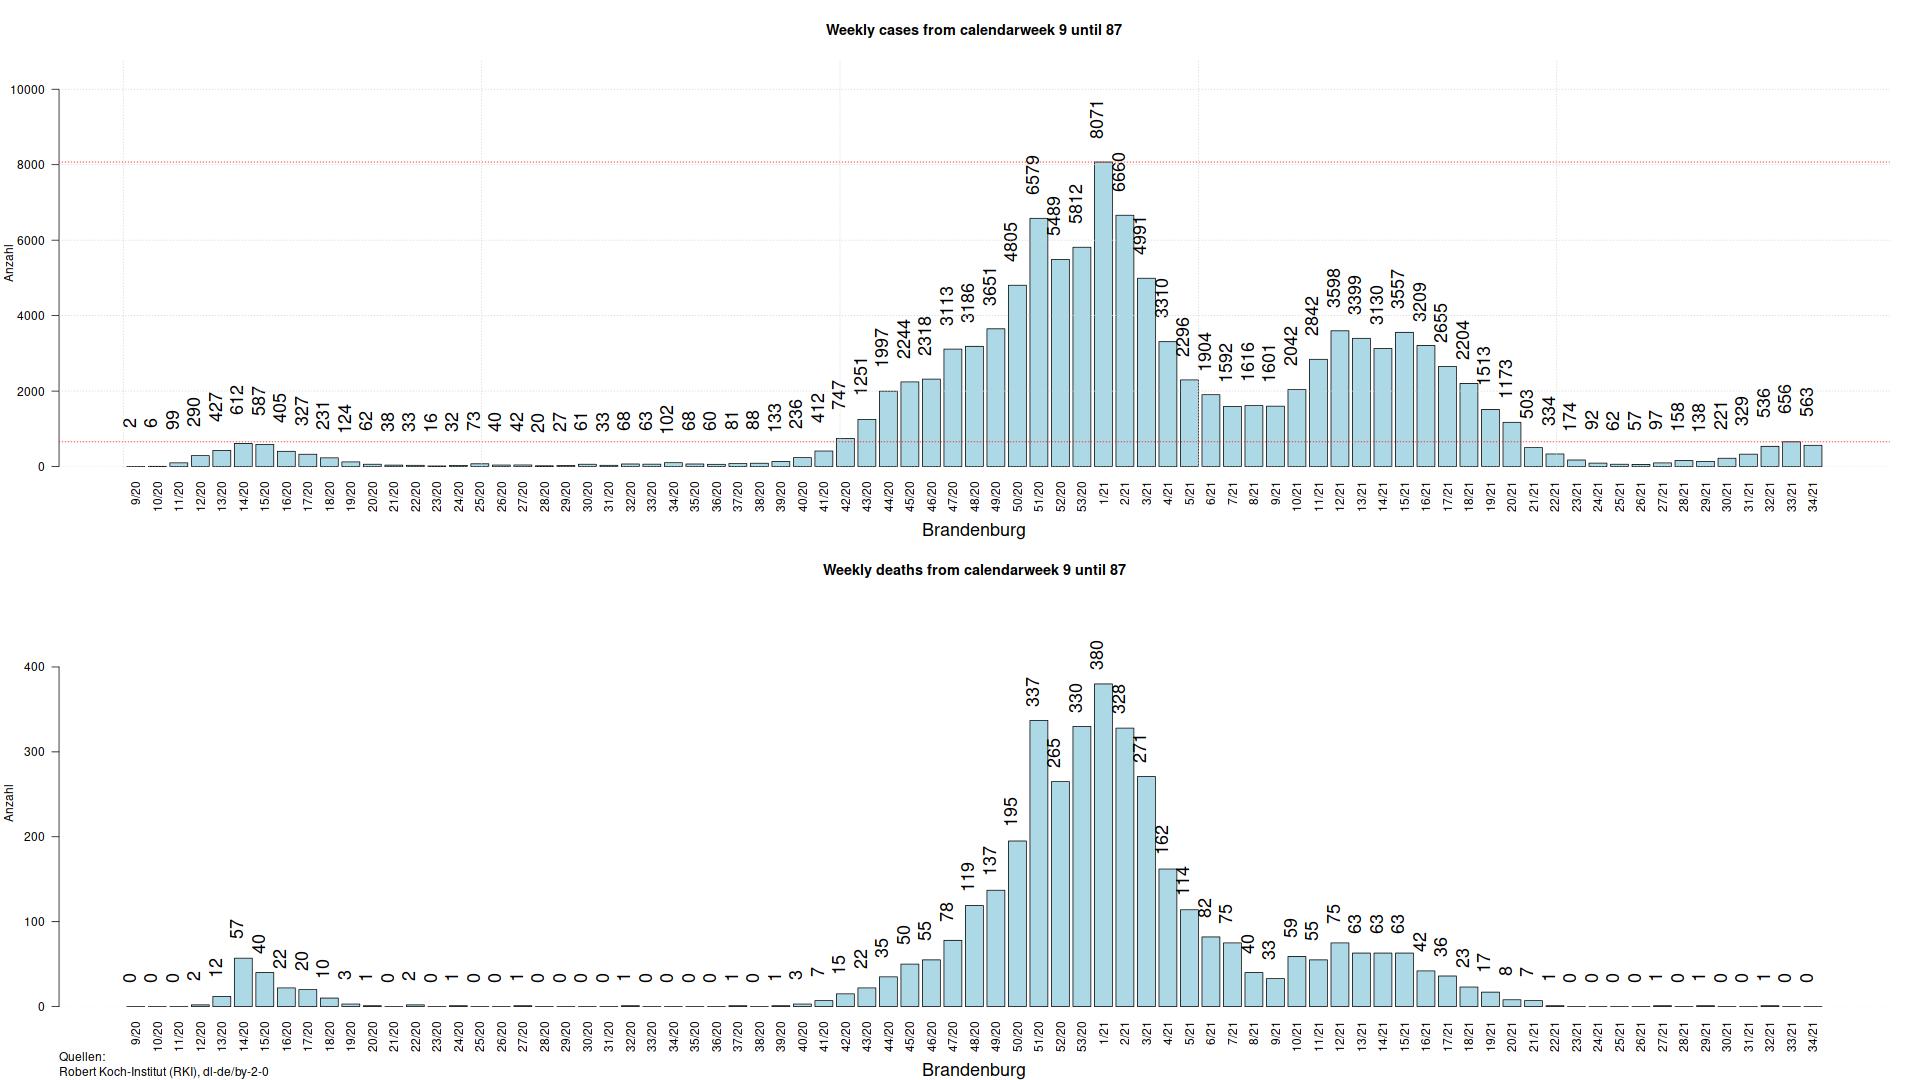 Weekly cases from calendarweek 9 until 87
Anzahl
10000
8000
6000
4000
2000
0
2 6 99 290 427 612 587 405 327 231 124 62 38 33 16 32 73 40 42 20 27 61 33 68 63 102 68 60 81 88 133 236 412 747 1251 1997 2244 2318 3113 3186 3651 4805 6579 5489 5812 8071 6660 4991 3310 2296 1904 1592 1616 1601 2042 2842 3598 3399 3130 3557 3209 2655 2204 1513 1173 503 334 174 92 62 57 97 158 138 221 329 536 656 563
9/20 10/20 11/20 12/20 13/20 14/20 15/20 16/20 17/20 18/20 19/20 20/20 21/20 22/20 23/20 24/20 25/20 26/20 27/20 28/20 29/20 30/20 31/20 32/20 33/20 34/20 35/20 36/20 37/20 38/20 39/20 40/20 41/20 42/20 43/20 44/20 45/20 46/20 47/20 48/20 49/20 50/20 51/20 52/20 53/20 1/21 2/21 3/21 4/21 5/21 6/21 7/21 8/21 9/21 10/21 11/21 12/21 13/21 14/21 15/21 16/21 17/21 18/21 19/21 20/21 21/21 22/21 23/21 24/21 25/21 26/21 27/21 28/21 29/21 30/21 31/21 32/21 33/21 34/21
Brandenburg
Weekly deaths from calendarweek 9 until 87
Anzahl
400
300
200
100
0
0 0 0 2 12 57 40 22 20 10 3 1 0 2 0 1 0 0 1 0 0 0 0 1 0 0 0 0 1 0 1 3 7 15 22 35 50 55 78 119 137 195 337 265 330 380 328 271 162 114 82 75 40 33 59 55 75 63 63 63 42 36 23 17 8 7 1 0 0 0 0 1 0 1 0 0 1 0 0
9/20 10/20 11/20 12/20 13/20 14/20 15/20 16/20 17/20 18/20 19/20 20/20 21/20 22/20 23/20 24/20 25/20 26/20 27/20 28/20 29/20 30/20 31/20 32/20 33/20 34/20 35/20 36/20 37/20 38/20 39/20 40/20 41/20 42/20 43/20 44/20 45/20 46/20 47/20 48/20 49/20 50/20 51/20 52/20 53/20 1/21 2/21 3/21 4/21 5/21 6/21 7/21 8/21 9/21 10/21 11/21 12/21 13/21 14/21 15/21 16/21 17/21 18/21 19/21 20/21 21/21 22/21 23/21 24/21 25/21 26/21 27/21 28/21 29/21 30/21 31/21 32/21 33/21 34/21
Brandenburg
Quellen:
Robert Koch-Institut (RKI), dl-de/by-2-0